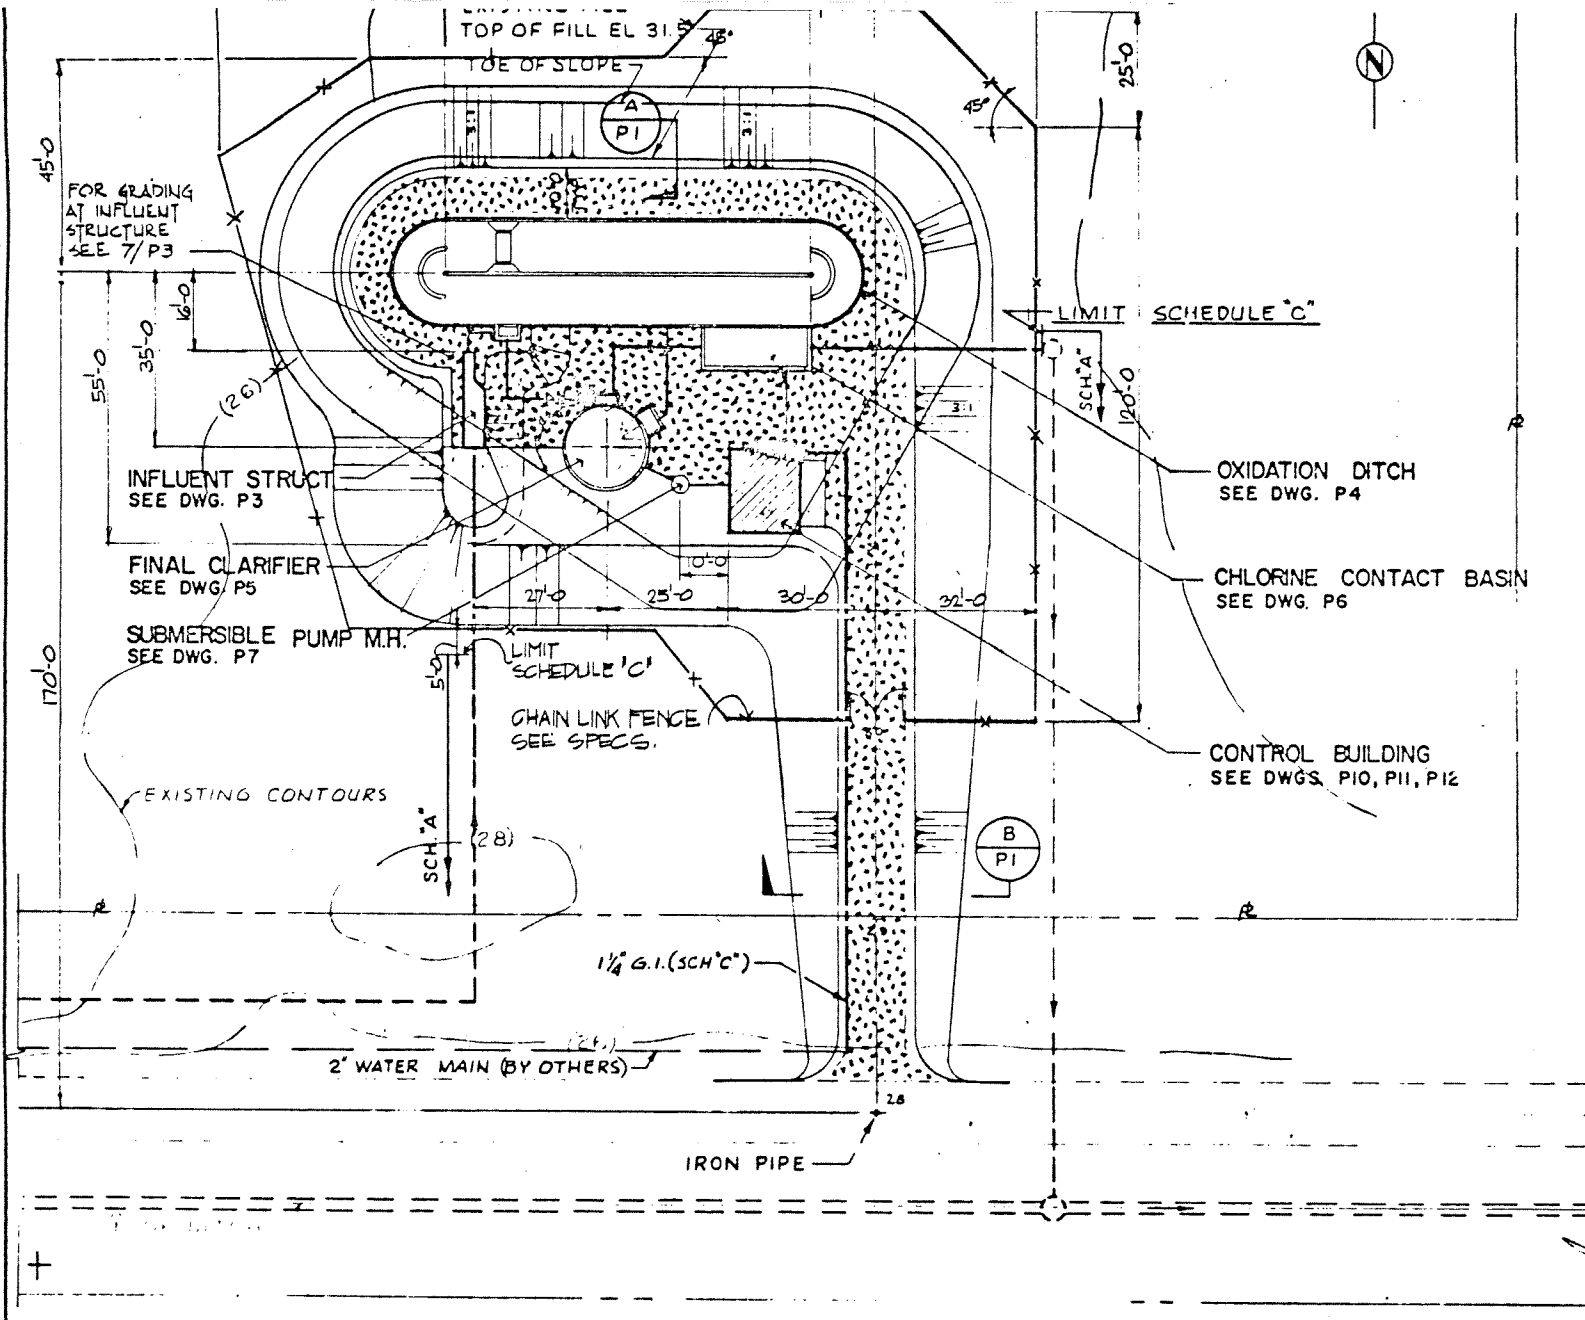 TOP OF FILL EL 31.5
45°
TOE OF SLOPE
A
P1
3:1
3:1
45°
25'-0
N
45'-0
FOR GRADING
AT INFLUENT
STRUCTURE
SEE 7/P3
16'-0
35'-0
55'-0
(26)
LIMIT SCHEDULE "C"
SCH."A"
120'-0
3:1
INFLUENT STRUCT
SEE DWG. P3
OXIDATION DITCH
SEE DWG. P4
FINAL CLARIFIER
SEE DWG. P5
CHLORINE CONTACT BASIN
SEE DWG. P6
10'-0
27'-0
25'-0
30'-0
32'-0
SUBMERSIBLE PUMP M.H.
SEE DWG. P7
170'-0
5'-0
LIMIT
SCHEDULE "C"
CHAIN LINK FENCE
SEE SPECS.
CONTROL BUILDING
SEE DWGS. P10, P11, P12
EXISTING CONTOURS
SCH."A"
(28)
B
P1
1¼" G.I. (SCH"C")
2" WATER MAIN (BY OTHERS)
28
IRON PIPE